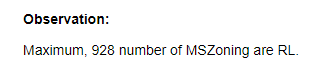 Observation:
Maximum, 928 number of MSZoning are RL.